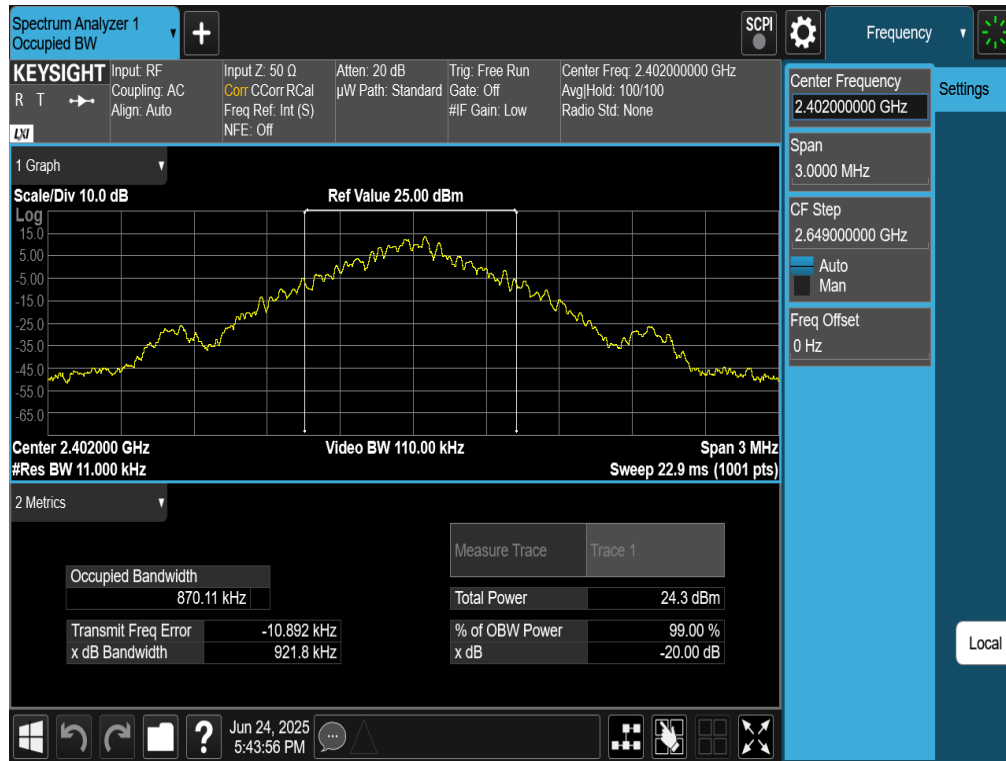 Spectrum Analyzer 1
Occupied BW
+
SCPI
Frequency
KEYSIGHT
R T
LXI
Input: RF
Coupling: AC
Align: Auto
Input Z: 50 Ω
Corr CCorr RCal
Freq Ref: Int (S)
NFE: Off
Atten: 20 dB
µW Path: Standard
Trig: Free Run
Gate: Off
#IF Gain: Low
Center Freq: 2.402000000 GHz
Avg|Hold: 100/100
Radio Std: None
Center Frequency
2.402000000 GHz
Settings
Span
3.0000 MHz
CF Step
2.649000000 GHz
Auto
Man
Freq Offset
0 Hz
Local
1 Graph
Scale/Div 10.0 dB
Ref Value 25.00 dBm
Log
15.0
5.00
-5.00
-15.0
-25.0
-35.0
-45.0
-55.0
-65.0
Center 2.402000 GHz
Video BW 110.00 kHz
Span 3 MHz
#Res BW 11.000 kHz
Sweep 22.9 ms (1001 pts)
2 Metrics
Measure Trace
Trace 1
Occupied Bandwidth
870.11 kHz
Total Power
24.3 dBm
Transmit Freq Error
-10.892 kHz
% of OBW Power
99.00 %
x dB Bandwidth
921.8 kHz
x dB
-20.00 dB
?
Jun 24, 2025
5:43:56 PM